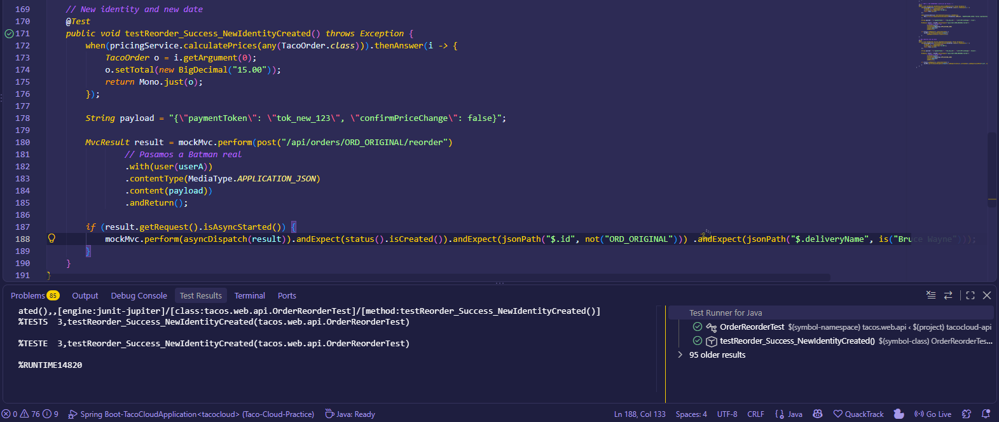 169 // New identity and new date
170 @Test
171 public void testReorder_Success_NewIdentityCreated() throws Exception {
172 when(pricingService.calculatePrices(any(TacoOrder.class))).thenAnswer(i -> {
173 TacoOrder o = i.getArgument(0);
174 o.setTotal(new BigDecimal("15.00"));
175 return Mono.just(o);
176 });
177
178 String payload = "{\"paymentToken\": \"tok_new_123\", \"confirmPriceChange\": false}";
179
180 MvcResult result = mockMvc.perform(post("/api/orders/ORD_ORIGINAL/reorder")
181 // Pasamos a Batman real
182 .with(user(userA))
183 .contentType(MediaType.APPLICATION_JSON)
184 .content(payload))
185 .andReturn();
186
187 if (result.getRequest().isAsyncStarted()) {
188 mockMvc.perform(asyncDispatch(result)).andExpect(status().isCreated()).andExpect(jsonPath("$.id", not("ORD_ORIGINAL"))) .andExpect(jsonPath("$.deliveryName", is("Bruce Wayne")));
189 }
190 }
191 }
Problems 85 Output Debug Console Test Results Terminal Ports
ated(),,[engine:junit-jupiter]/[class:tacos.web.api.OrderReorderTest]/[method:testReorder_Success_NewIdentityCreated()]
%TESTS 3,testReorder_Success_NewIdentityCreated(tacos.web.api.OrderReorderTest)
%TESTE 3,testReorder_Success_NewIdentityCreated(tacos.web.api.OrderReorderTest)
%RUNTIME14820
Test Runner for Java
OrderReorderTest $(symbol-namespace) tacos.web.api ‹ $(project) tacocloud-api
testReorder_Success_NewIdentityCreated() $(symbol-class) OrderReorderTes...
95 older results
0 76 9 Spring Boot-TacoCloudApplication<tacocloud> (Taco-Cloud-Practice) Java: Ready Ln 188, Col 133 Spaces: 4 UTF-8 CRLF {} Java QuackTrack Go Live